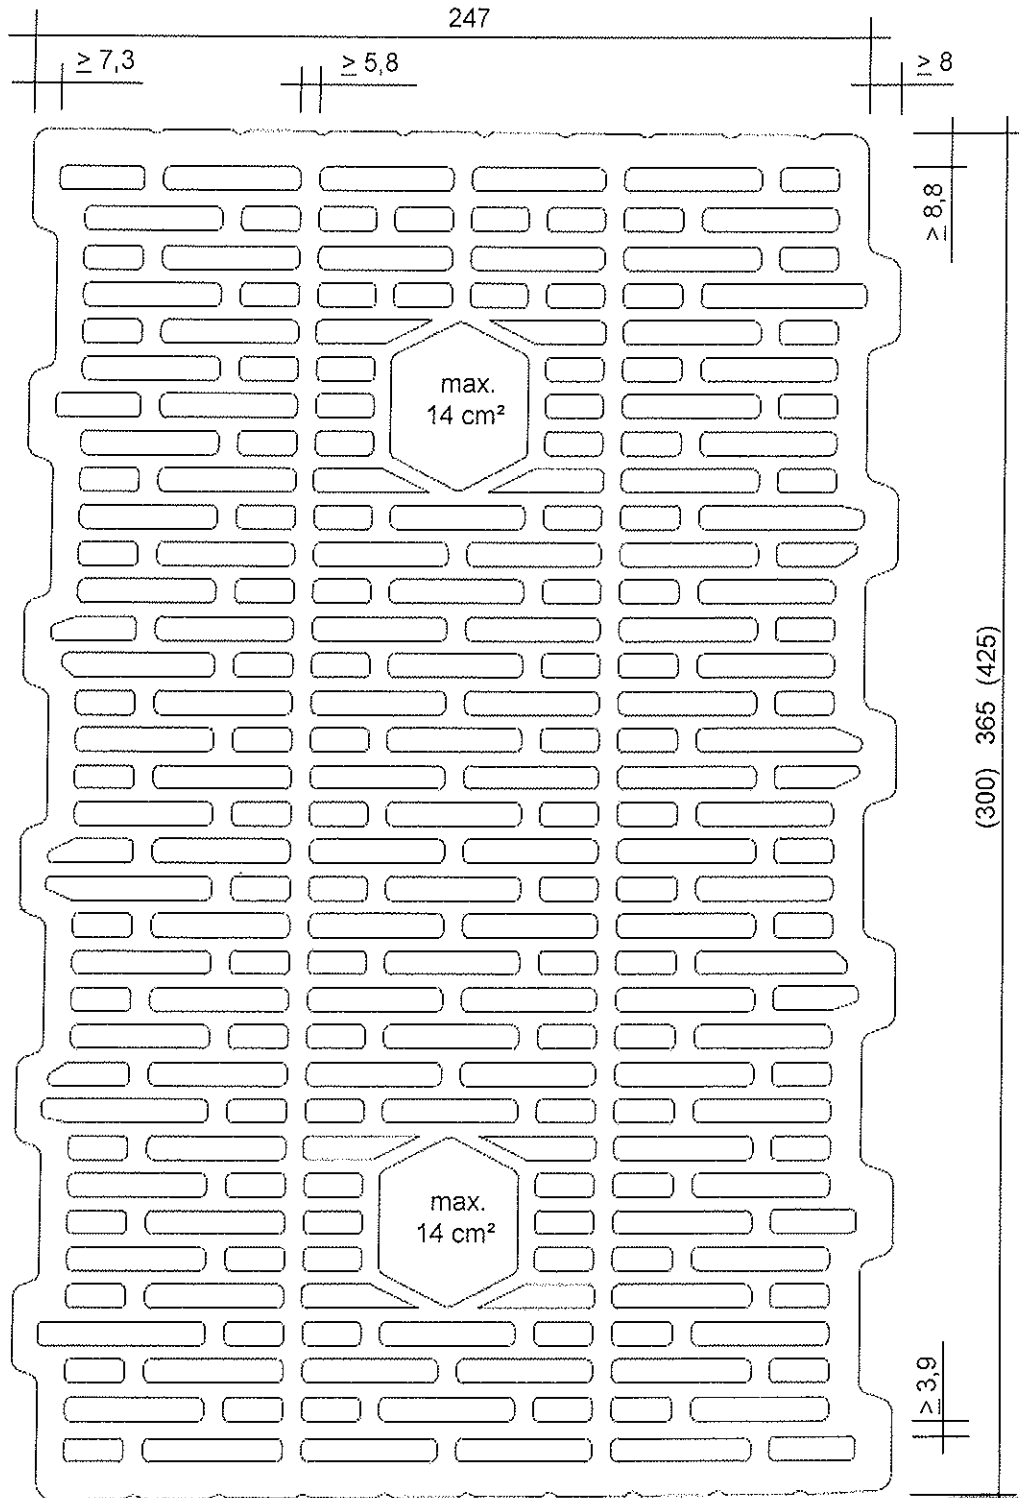 247
≥ 7,3
≥ 5,8
≥ 8
≥ 8,8
max.
14 cm²
(300) 365 (425)
max.
14 cm²
≥ 3,9